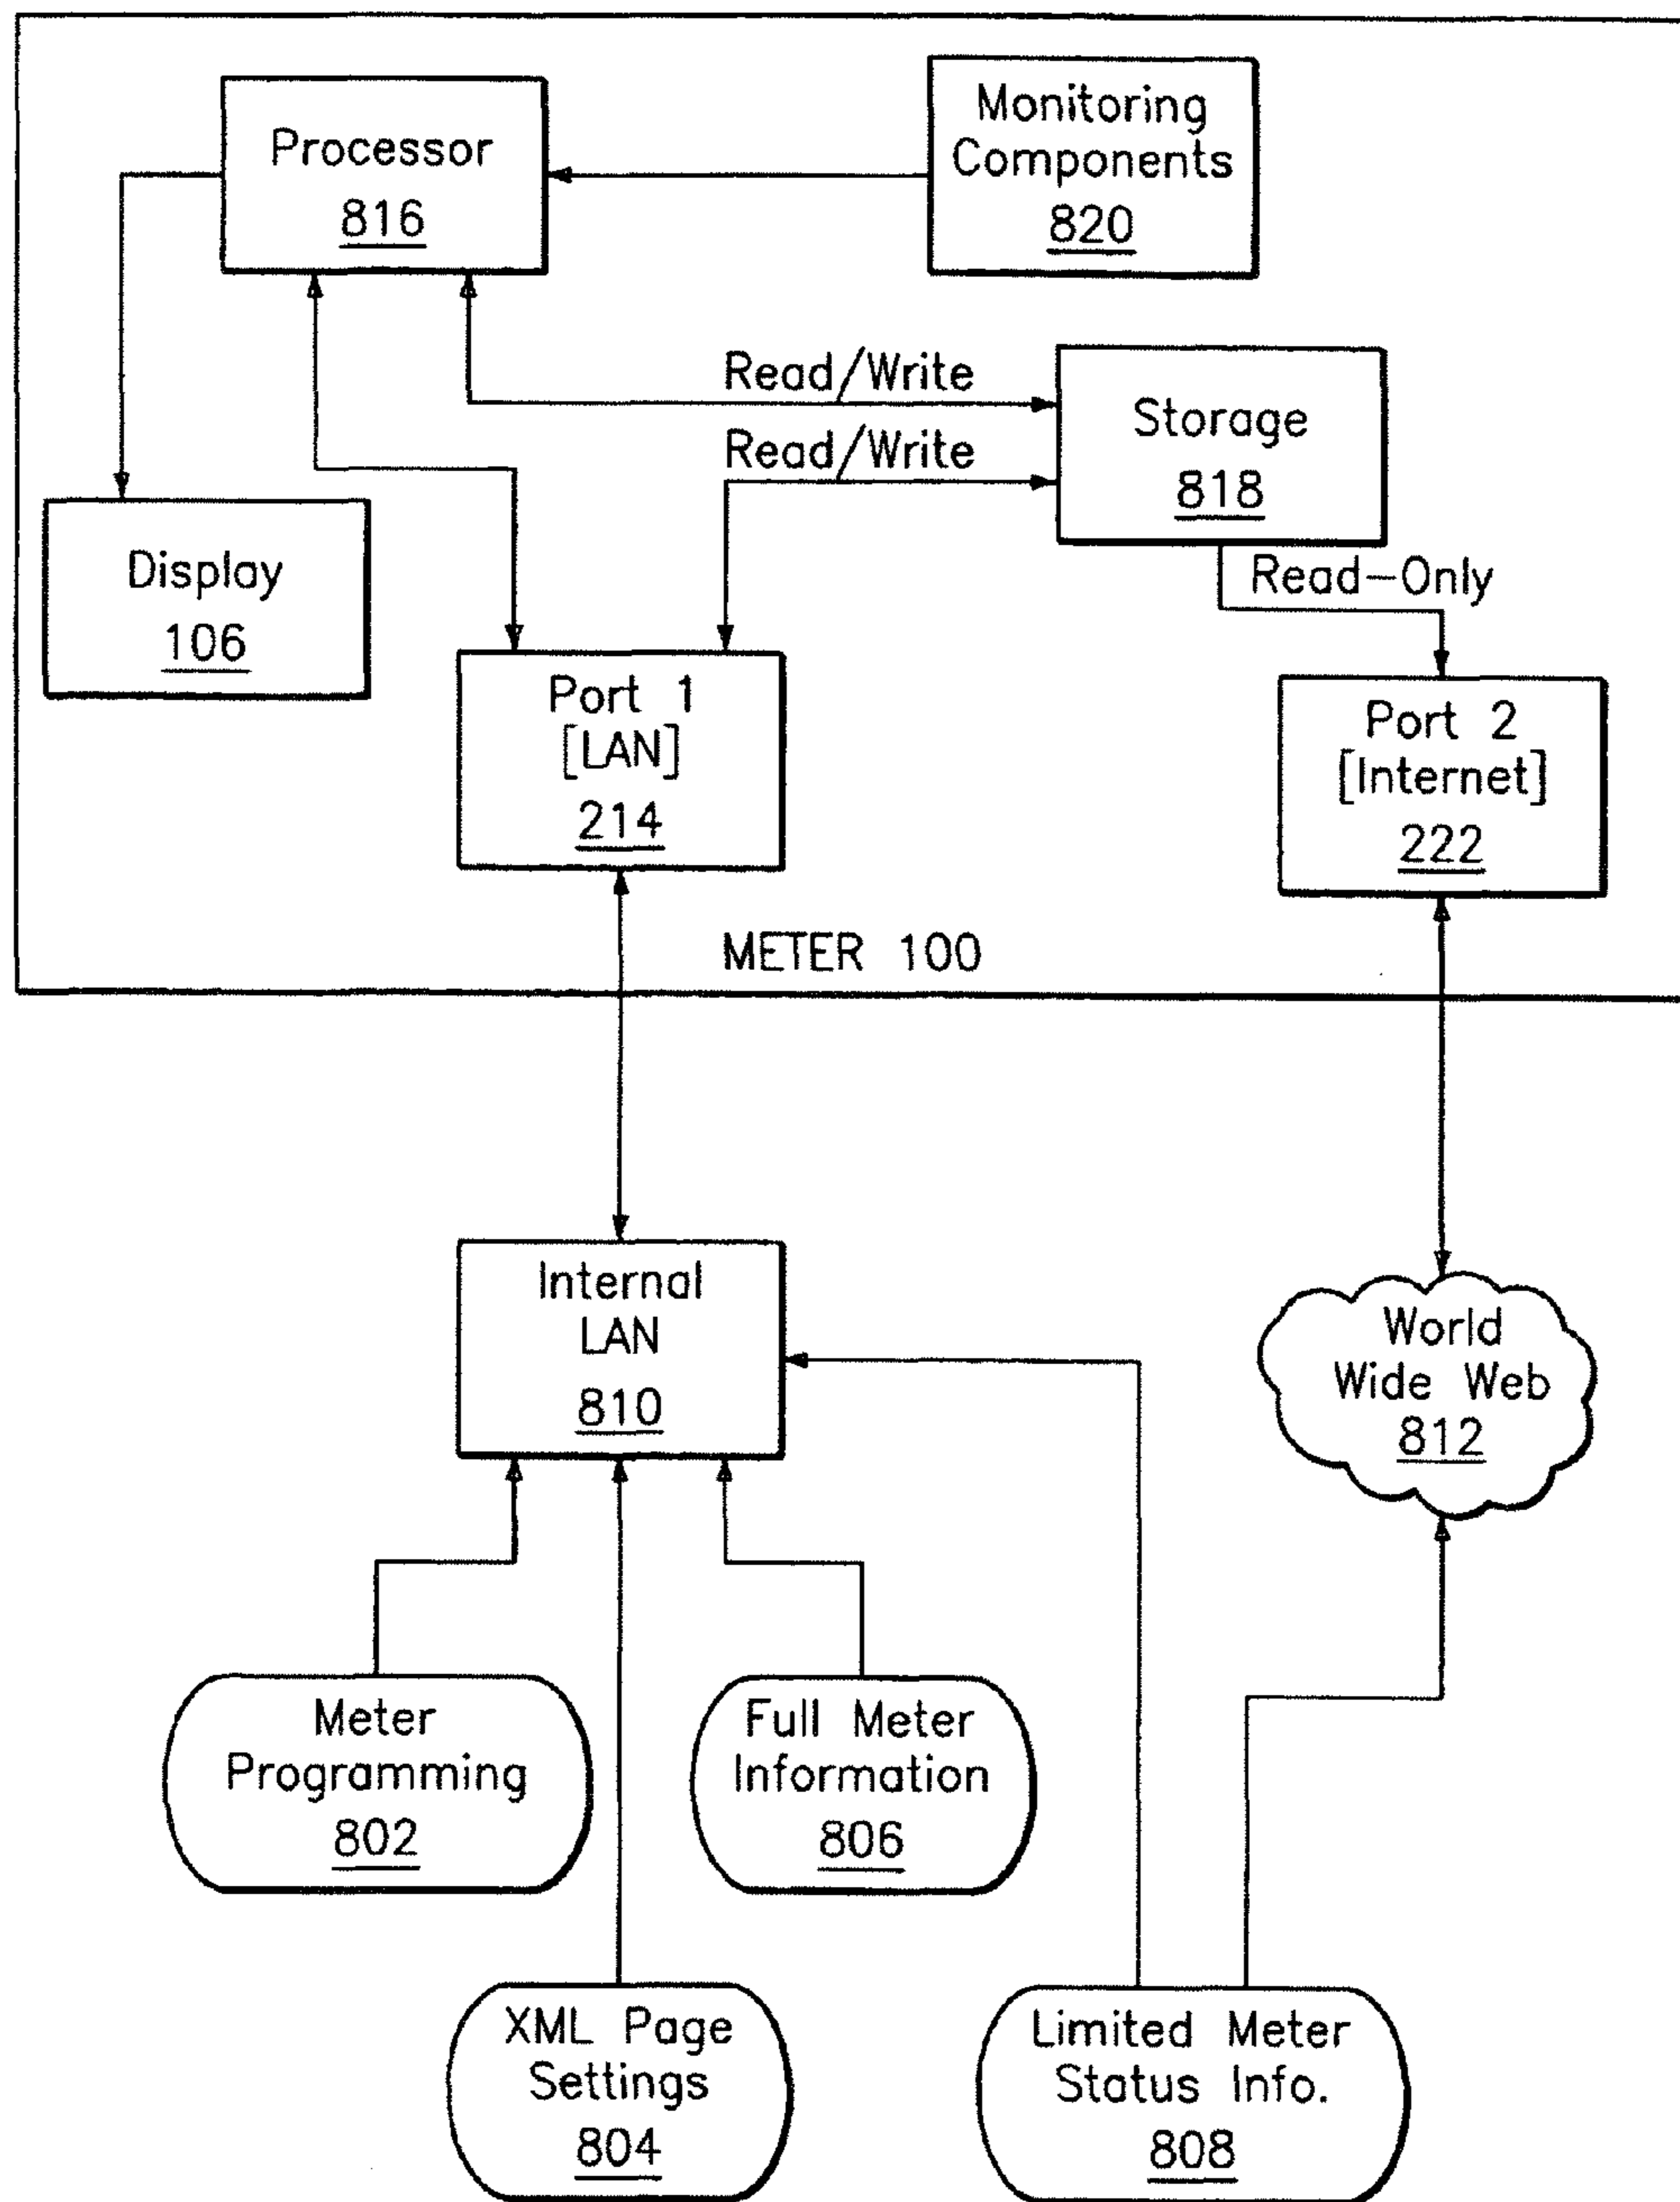 Processor
816
Monitoring
Components
820
Read/Write
Read/Write
Storage
818
Read-Only
Display
106
Port 1
[LAN]
214
Port 2
[Internet]
222
METER 100
Internal
LAN
810
World
Wide Web
812
Meter
Programming
802
Full Meter
Information
806
XML Page
Settings
804
Limited Meter
Status Info.
808